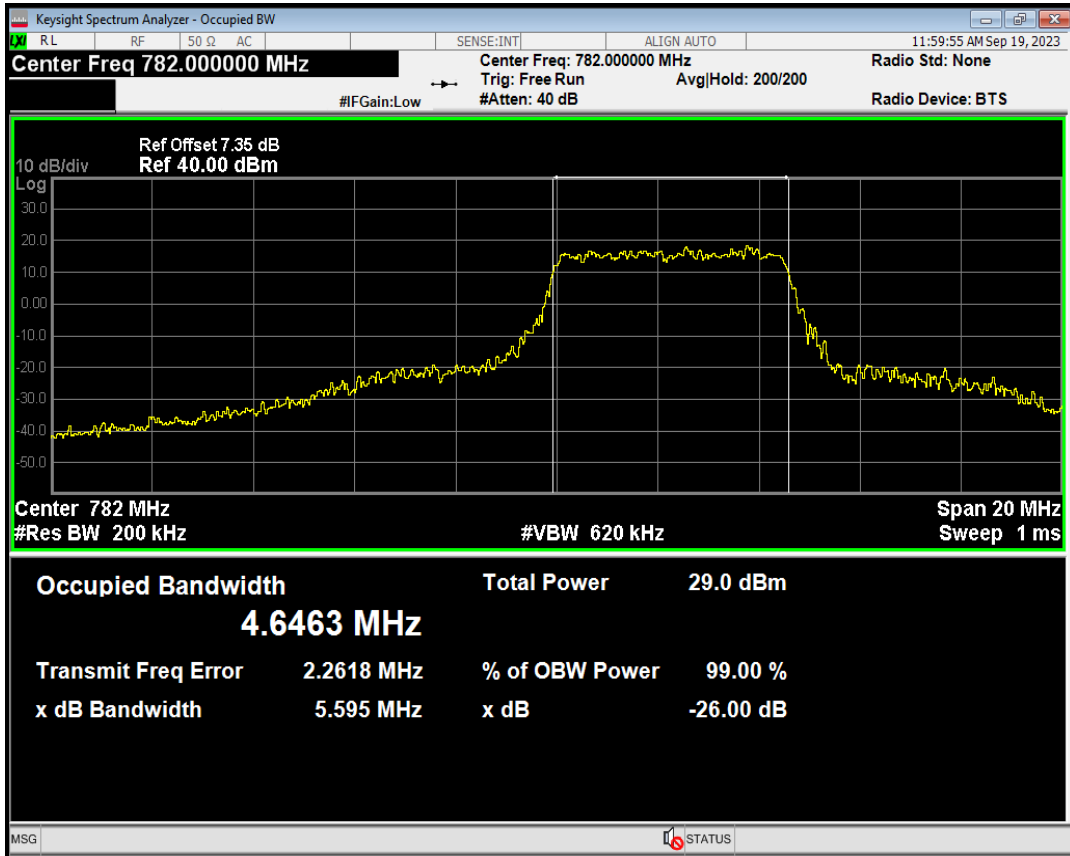 Keysight Spectrum Analyzer - Occupied BW
LXI RL RF 50 Ω AC SENSE:INT ALIGN AUTO 11:59:55 AM Sep 19, 2023
Center Freq 782.000000 MHz Center Freq: 782.000000 MHz Radio Std: None
Trig: Free Run Avg|Hold: 200/200
#IFGain:Low #Atten: 40 dB Radio Device: BTS
Ref Offset 7.35 dB
10 dB/div Ref 40.00 dBm
Log
30.0
20.0
10.0
0.00
-10.0
-20.0
-30.0
-40.0
-50.0
Center 782 MHz Span 20 MHz
#Res BW 200 kHz #VBW 620 kHz Sweep 1 ms
Occupied Bandwidth Total Power 29.0 dBm
4.6463 MHz
Transmit Freq Error 2.2618 MHz % of OBW Power 99.00 %
x dB Bandwidth 5.595 MHz x dB -26.00 dB
MSG STATUS